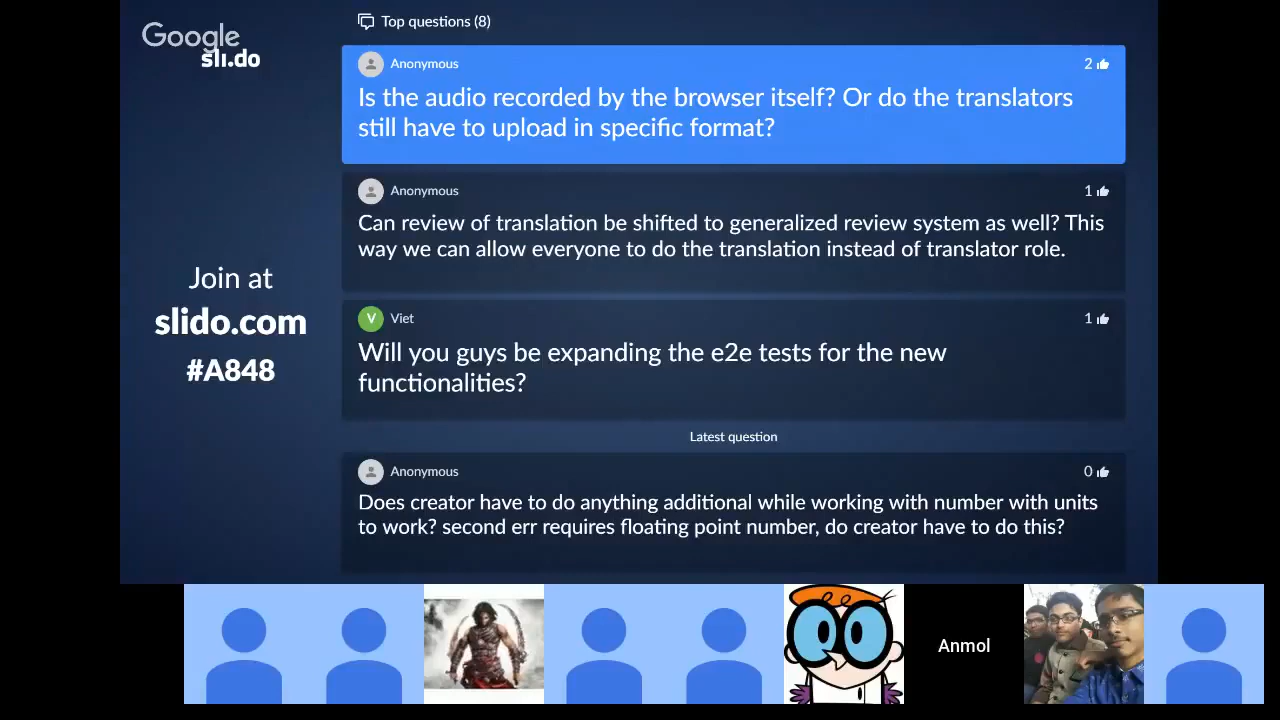 Google
sli.do
Top questions (8)
Anonymous
2
Is the audio recorded by the browser itself? Or do the translators
still have to upload in specific format?
Anonymous
1
Can review of translation be shifted to generalized review system as well? This
way we can allow everyone to do the translation instead of translator role.
Join at
slido.com
#A848
V
Viet
1
Will you guys be expanding the e2e tests for the new
functionalities?
Latest question
Anonymous
0
Does creator have to do anything additional while working with number with units
to work? second err requires floating point number, do creator have to do this?
Anmol